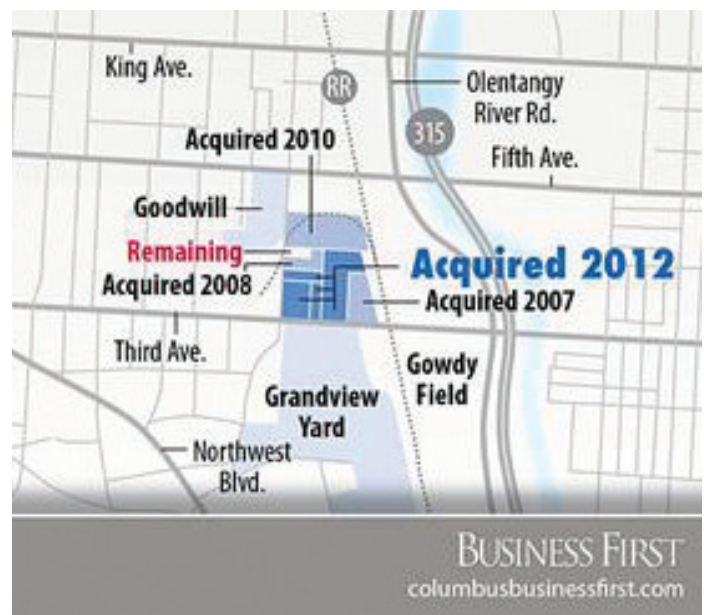 King Ave.
RR
Olentangy
River Rd.
315
Acquired 2010
Fifth Ave.
Goodwill
Remaining
Acquired 2012
Acquired 2008
Acquired 2007
Third Ave.
Gowdy
Field
Grandview
Yard
Northwest
Blvd.
BUSINESS FIRST
columbusbusinessfirst.com